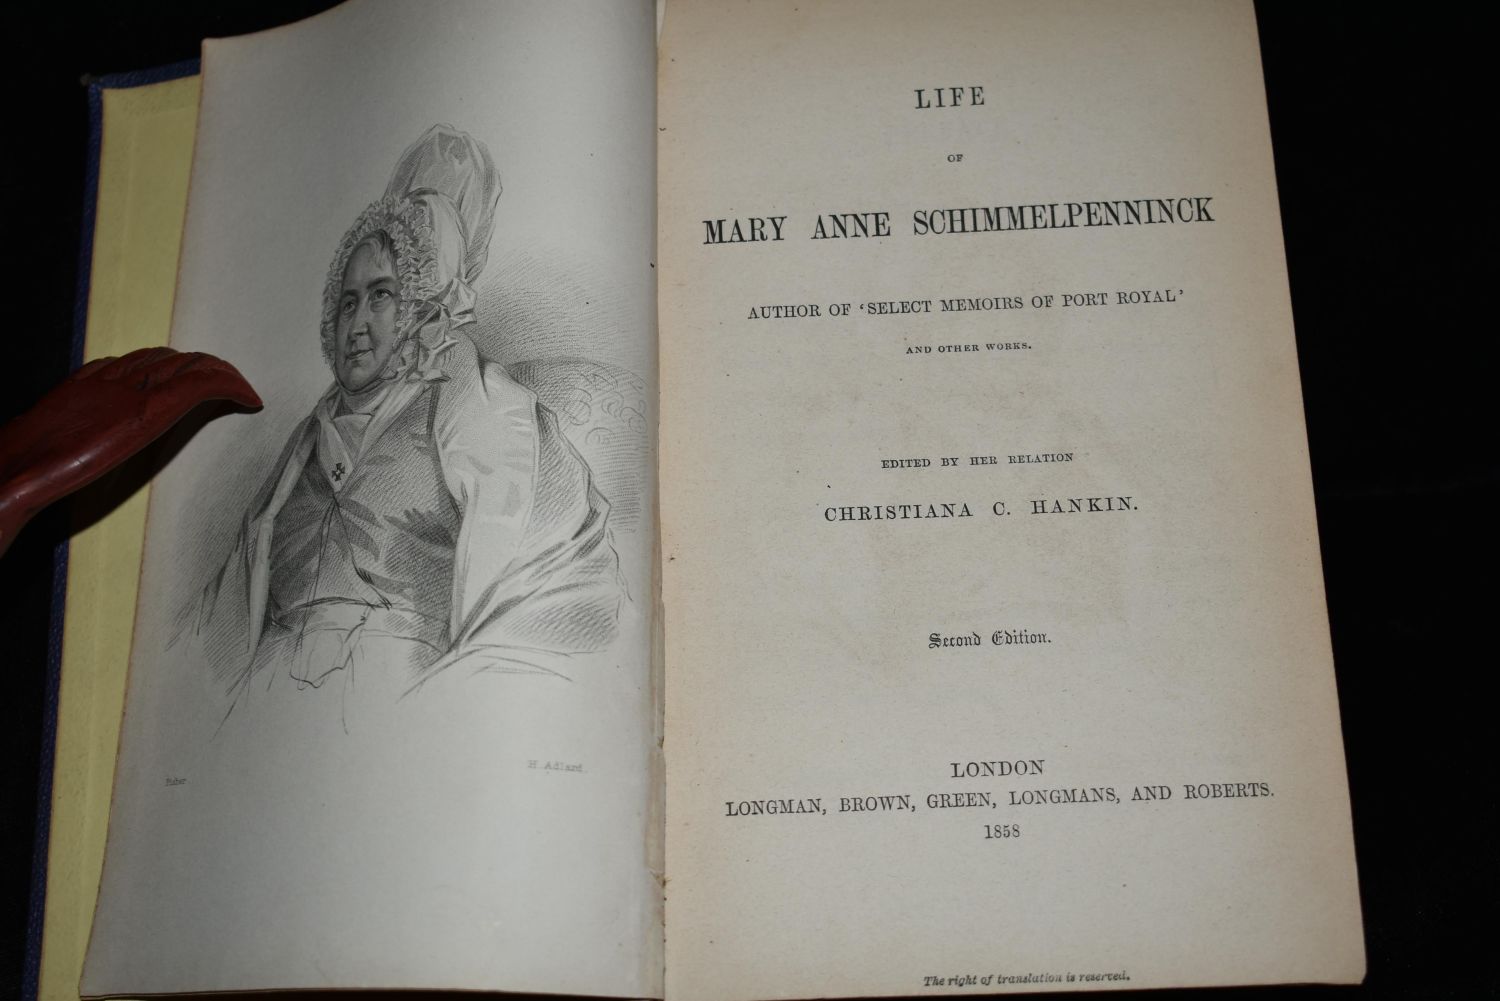 H. Adlard.
LIFE
OF
MARY ANNE SCHIMMELPENNINCK
AUTHOR OF ‘SELECT MEMOIRS OF PORT ROYAL’
AND OTHER WORKS.
EDITED BY HER RELATION
CHRISTIANA C. HANKIN.
Second Edition.
LONDON
LONGMAN, BROWN, GREEN, LONGMANS, AND ROBERTS.
1858
The right of translation is reserved.